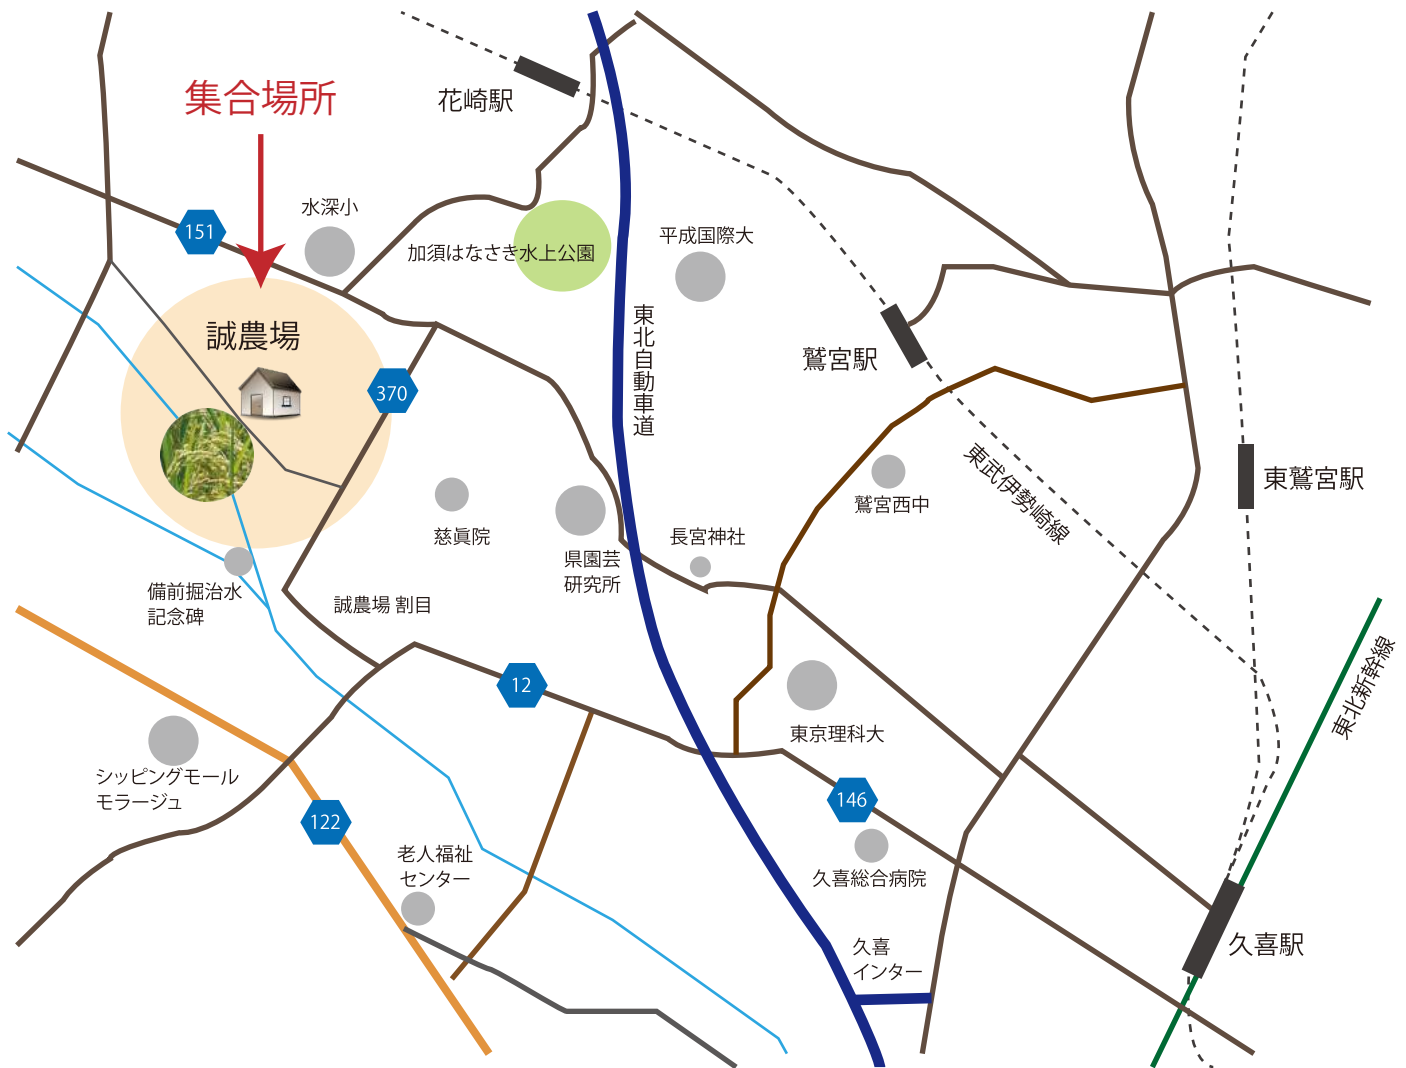 集合場所
花崎駅
水深小
151
加須はなさき水上公園
平成国際大
誠農場
東北自動車道
鷲宮駅
370
東武伊勢崎線
東鷲宮駅
鷲宮西中
慈眞院
県園芸
研究所
長宮神社
備前掘治水
記念碑
誠農場 割目
12
東北新幹線
東京理科大
シッピングモール
モラージュ
122
146
老人福祉
センター
久喜総合病院
久喜
インター
久喜駅